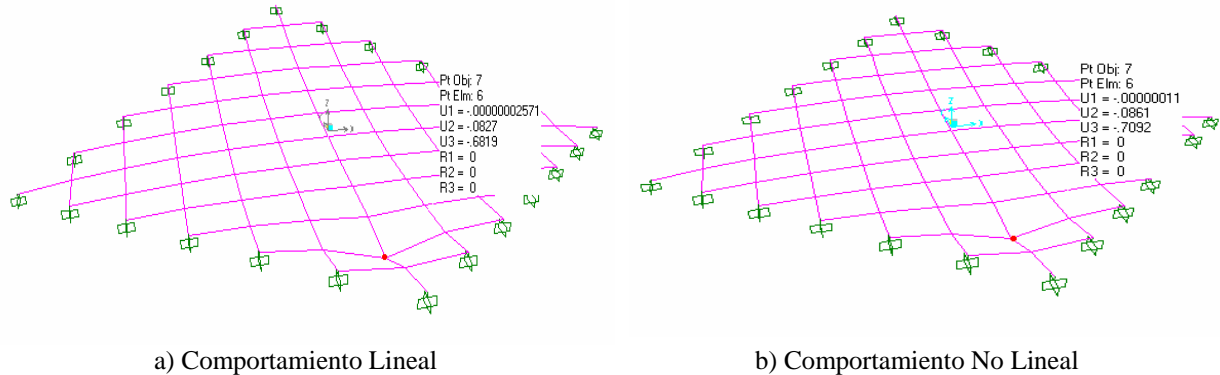 Pt Obj: 7
Pt Elm: 6
U1 = -.00000002571
U2 = -.0827
U3 = -.6819
R1 = 0
R2 = 0
R3 = 0
Z
X
Pt Obj: 7
Pt Elm: 6
U1 = -.00000011
U2 = -.0861
U3 = -.7092
R1 = 0
R2 = 0
R3 = 0
Z
X
a) Comportamiento Lineal
b) Comportamiento No Lineal